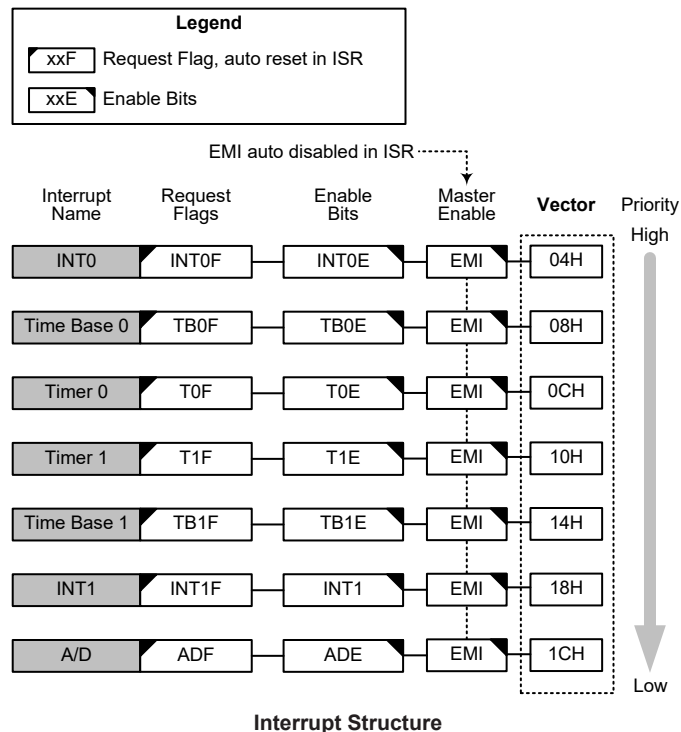 Legend
xxF Request Flag, auto reset in ISR
xxE Enable Bits
EMI auto disabled in ISR
Interrupt Name
Request Flags
Enable Bits
Master Enable
Vector
Priority
High
INT0 INT0F INT0E EMI 04H
Time Base 0 TB0F TB0E EMI 08H
Timer 0 T0F T0E EMI 0CH
Timer 1 T1F T1E EMI 10H
Time Base 1 TB1F TB1E EMI 14H
INT1 INT1F INT1 EMI 18H
A/D ADF ADE EMI 1CH
Low
Interrupt Structure